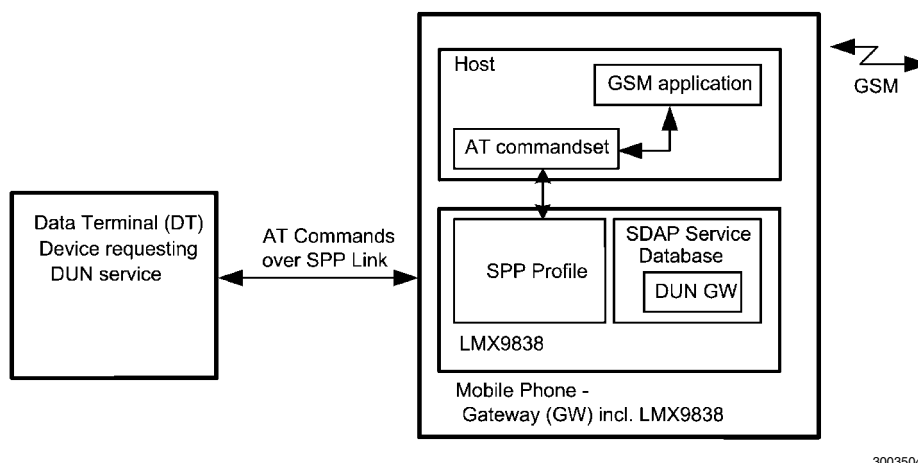 Host
GSM application
AT commandset
GSM
Data Terminal (DT)
Device requesting
DUN service
AT Commands
over SPP Link
SPP Profile
SDAP Service
Database
DUN GW
LMX9838
Mobile Phone -
Gateway (GW) incl. LMX9838